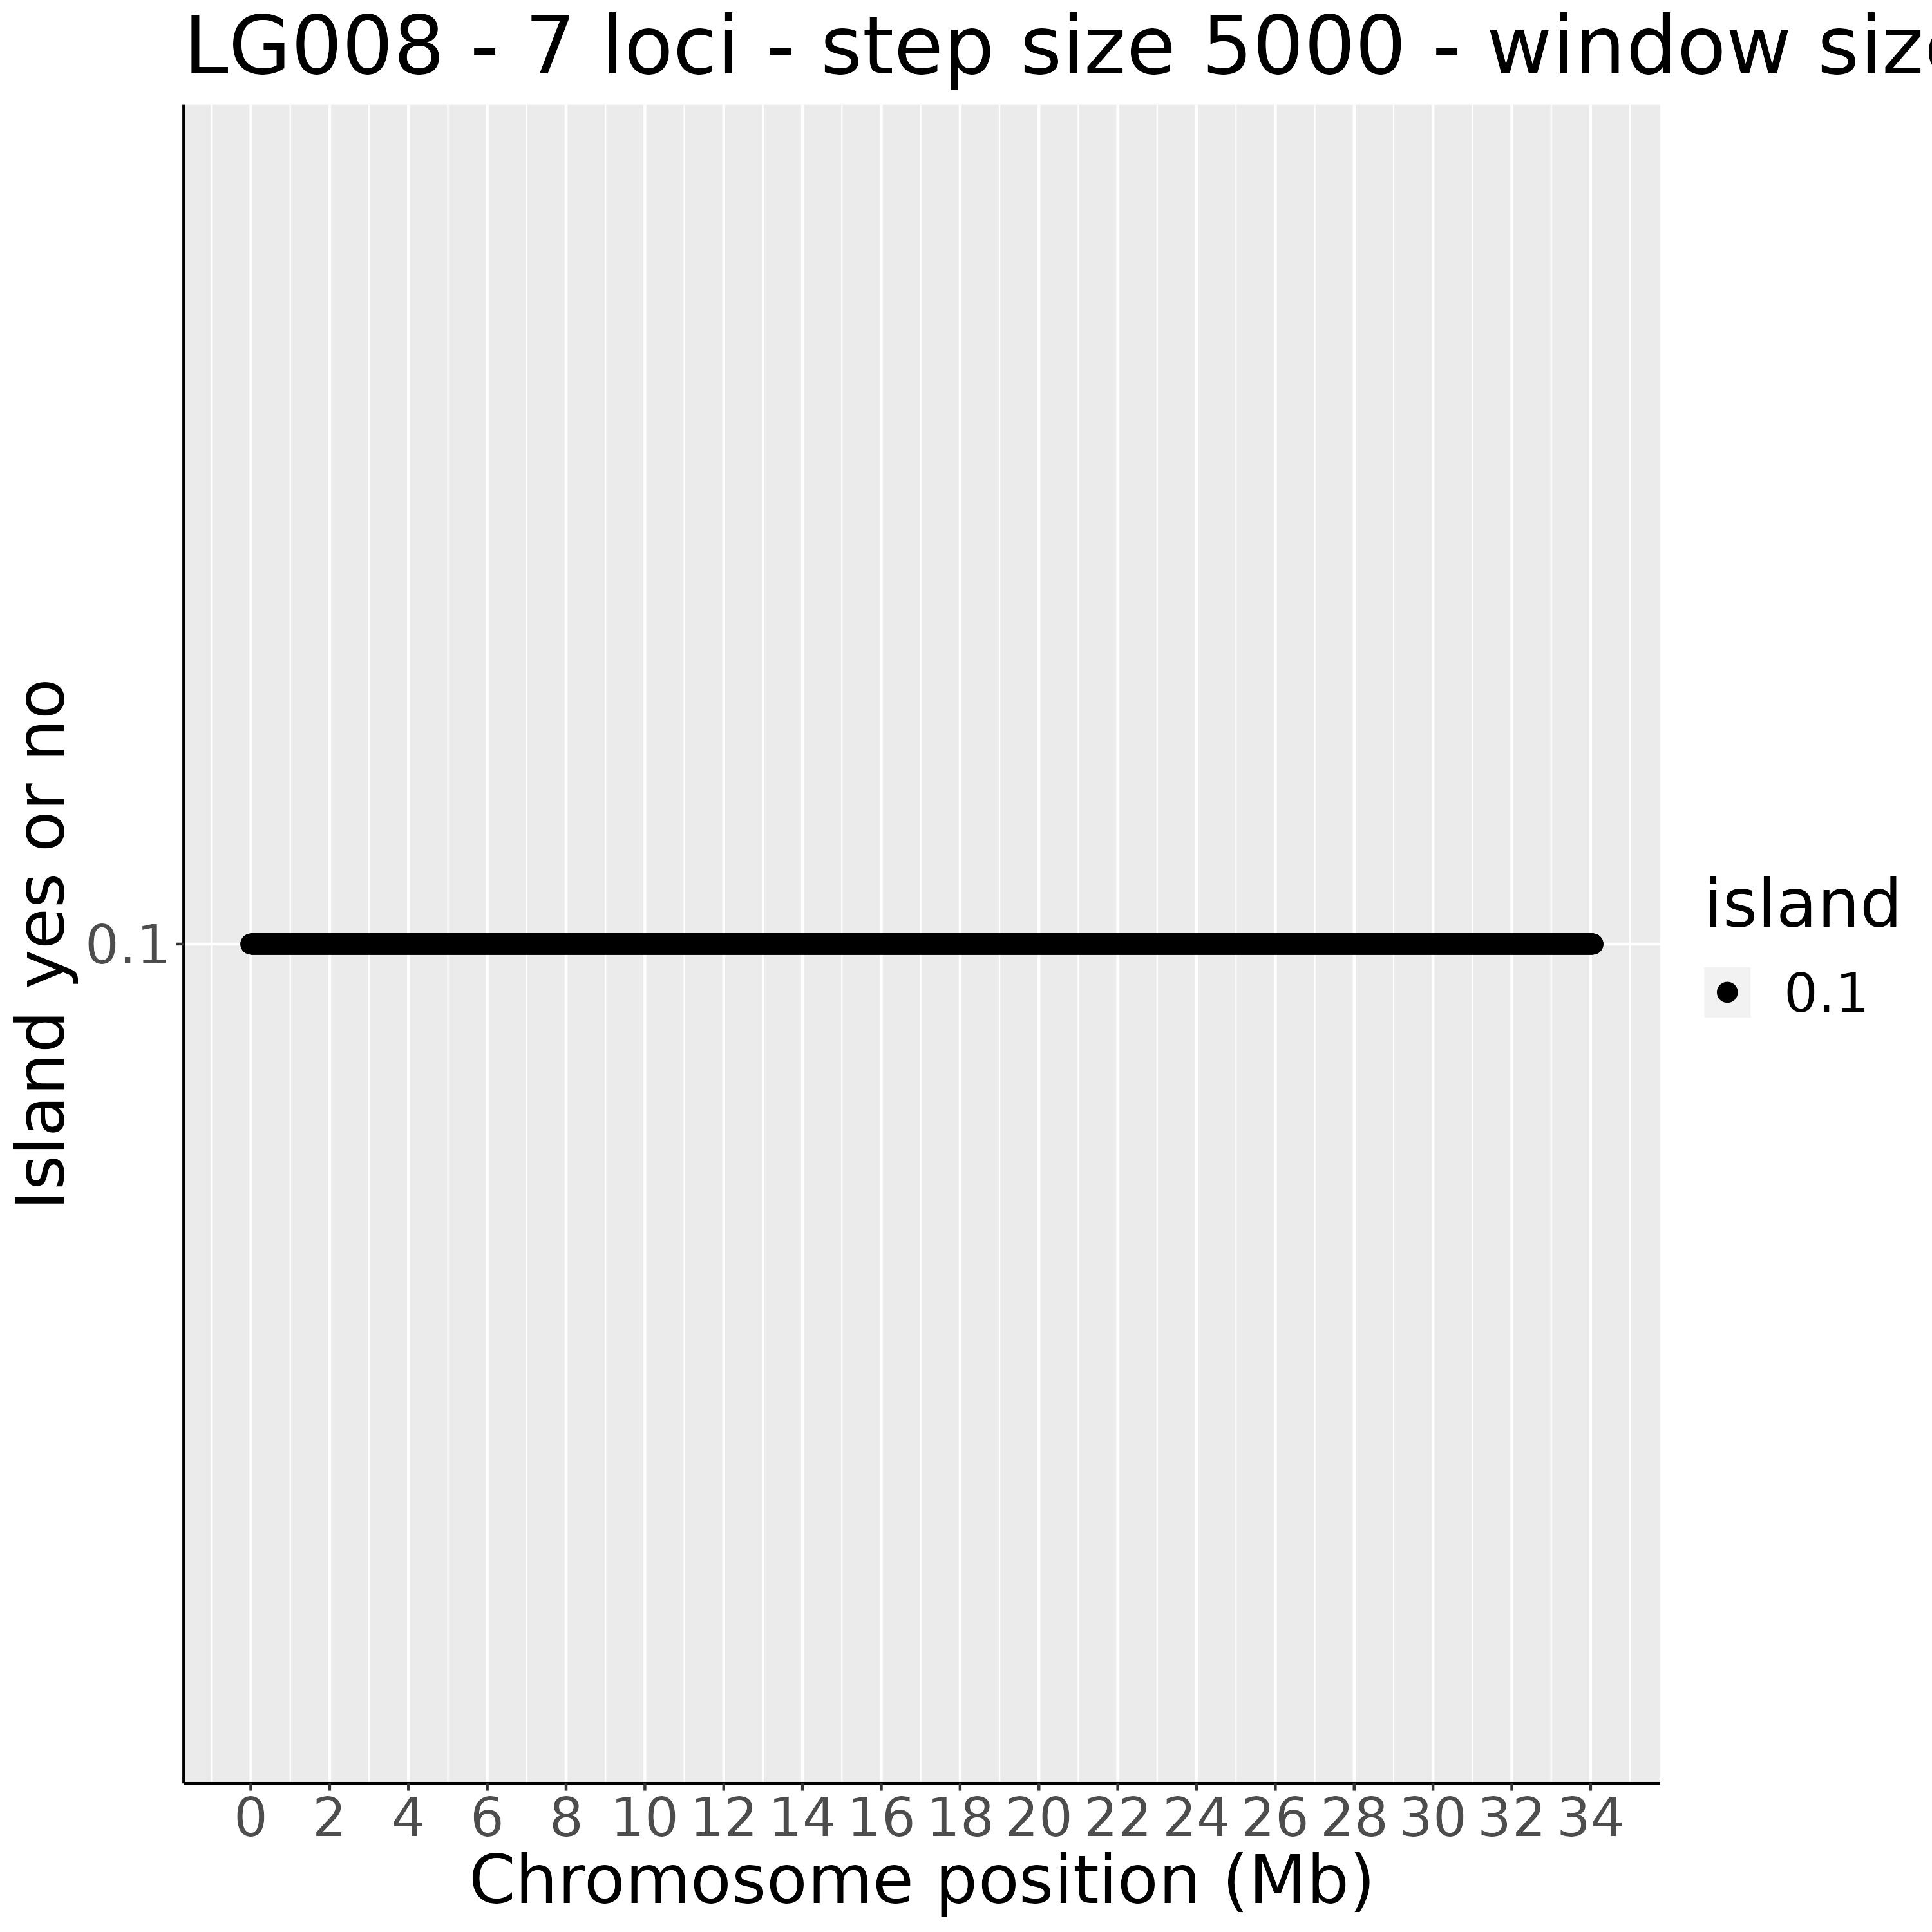 LG008 - 7 loci - step size 5000 - window
Island yes or no
0.1
0 2 4 6 8 10 12 14 16 18 20 22 24 26 28 30 32 34
Chromosome position (Mb)
island
0.1